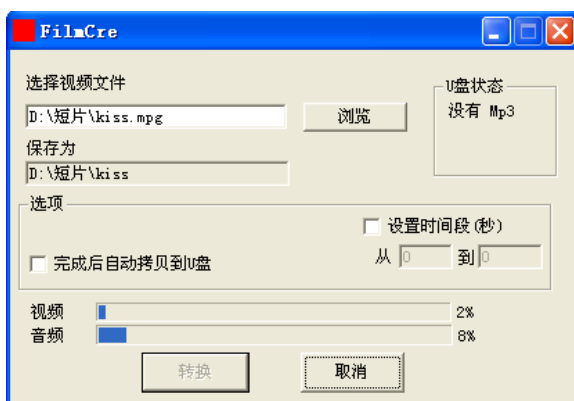 FilmCre
选择视频文件
D:\短片\kiss.mpg
浏览
U盘状态
没有 Mp3
保存为
D:\短片\kiss
选项
设置时间段(秒)
完成后自动拷贝到U盘
从 0 到 0
视频 2%
音频 8%
转换 取消